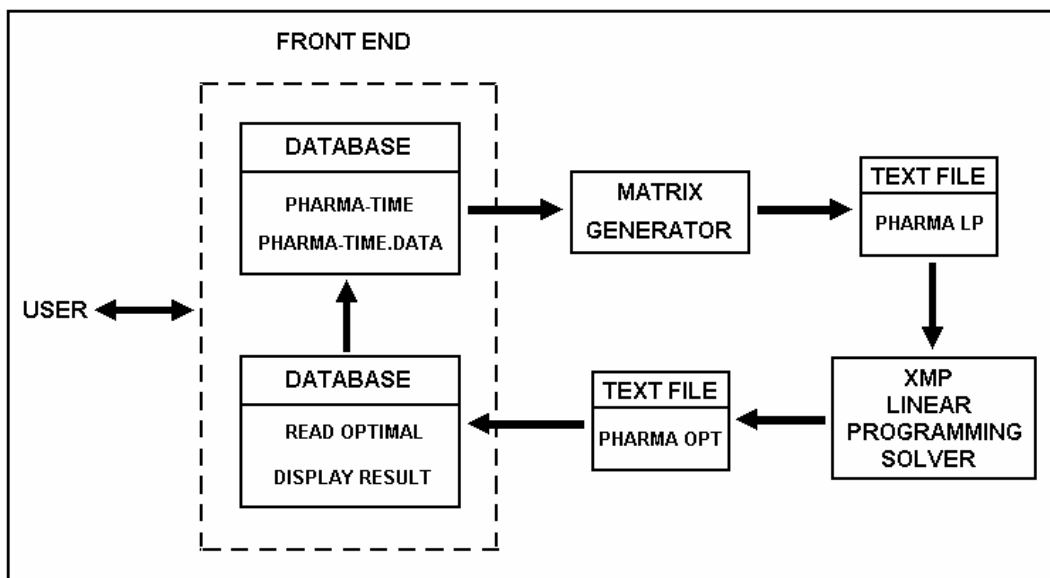 FRONT END
DATABASE
PHARMA-TIME
PHARMA-TIME.DATA
MATRIX
GENERATOR
TEXT FILE
PHARMA LP
USER
DATABASE
READ OPTIMAL
DISPLAY RESULT
TEXT FILE
PHARMA OPT
XMP
LINEAR
PROGRAMMING
SOLVER